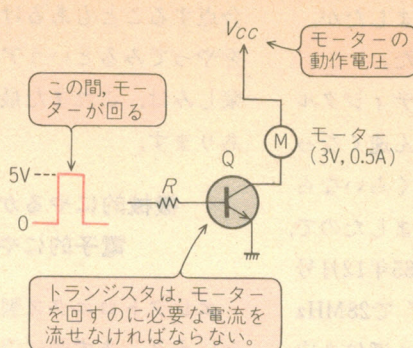 VCC
モーターの
動作電圧
この間,モー
ターが回る
M
モーター
(3V, 0.5A)
Q
5V
R
0
トランジスタは,モーター
を回すのに必要な電流を
流せなければならない。